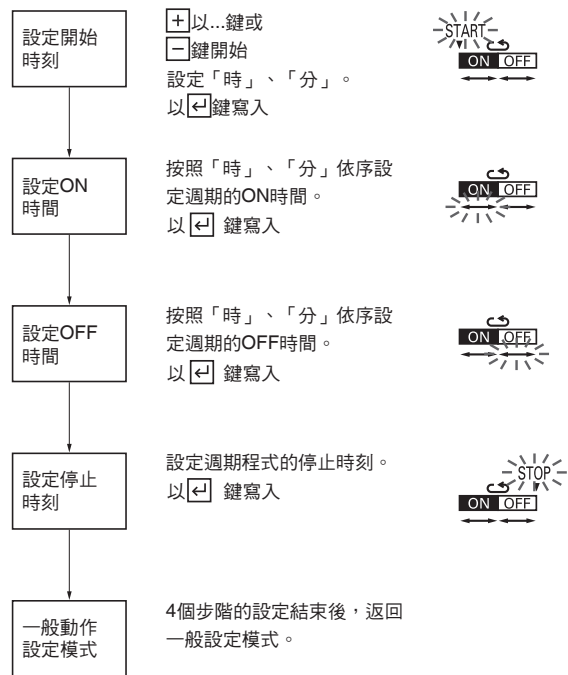 設定開始
時刻
+以...鍵或
−鍵開始
設定「時」、「分」。
以↵鍵寫入
START
ON OFF
設定ON
時間
按照「時」、「分」依序設
定週期的ON時間。
以↵ 鍵寫入
ON OFF
設定OFF
時間
按照「時」、「分」依序設
定週期的OFF時間。
以↵ 鍵寫入
ON OFF
設定停止
時刻
設定週期程式的停止時刻。
以↵ 鍵寫入
STOP
ON OFF
一般動作
設定模式
4個步階的設定結束後，返回
一般設定模式。